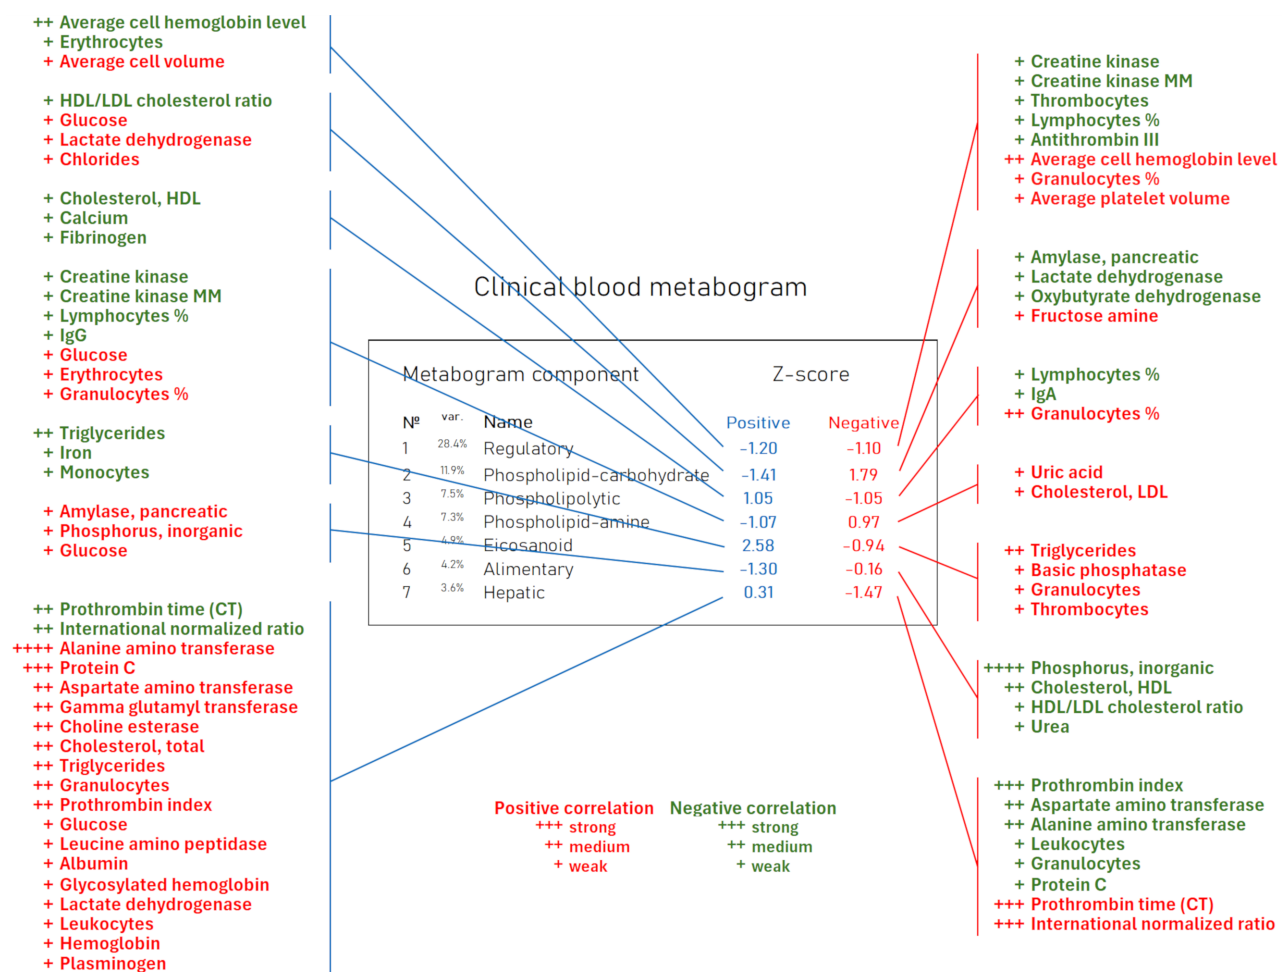 ++ Average cell hemoglobin level
+ Erythrocytes
+ Average cell volume
+ HDL/LDL cholesterol ratio
+ Glucose
+ Lactate dehydrogenase
+ Chlorides
+ Cholesterol, HDL
+ Calcium
+ Fibrinogen
+ Creatine kinase
+ Creatine kinase MM
+ Lymphocytes %
+ IgG
+ Glucose
+ Erythrocytes
+ Granulocytes %
++ Triglycerides
+ Iron
+ Monocytes
+ Amylase, pancreatic
+ Phosphorus, inorganic
+ Glucose
++ Prothrombin time (CT)
++ International normalized ratio
++++ Alanine amino transferase
+++ Protein C
++ Aspartate amino transferase
++ Gamma glutamyl transferase
++ Choline esterase
++ Cholesterol, total
++ Triglycerides
++ Granulocytes
++ Prothrombin index
+ Glucose
+ Leucine amino peptidase
+ Albumin
+ Glycosylated hemoglobin
+ Lactate dehydrogenase
+ Leukocytes
+ Hemoglobin
+ Plasminogen
Clinical blood metabogram
Metabogram component Z-score
№ var. Name Positive Negative
1 28.4% Regulatory -1.20 -1.10
2 11.9% Phospholipid-carbohydrate -1.41 1.79
3 7.5% Phospholipolytic 1.05 -1.05
4 7.3% Phospholipid-amine -1.07 0.97
5 4.9% Eicosanoid 2.58 -0.94
6 4.2% Alimentary -1.30 -0.16
7 3.6% Hepatic 0.31 -1.47
Positive correlation Negative correlation
+++ strong +++ strong
++ medium ++ medium
+ weak + weak
+ Creatine kinase
+ Creatine kinase MM
+ Thrombocytes
+ Lymphocytes %
+ Antithrombin III
++ Average cell hemoglobin level
+ Granulocytes %
+ Average platelet volume
+ Amylase, pancreatic
+ Lactate dehydrogenase
+ Oxybutyrate dehydrogenase
+ Fructose amine
+ Lymphocytes %
+ IgA
++ Granulocytes %
+ Uric acid
+ Cholesterol, LDL
++ Triglycerides
+ Basic phosphatase
+ Granulocytes
+ Thrombocytes
++++ Phosphorus, inorganic
++ Cholesterol, HDL
+ HDL/LDL cholesterol ratio
+ Urea
+++ Prothrombin index
++ Aspartate amino transferase
++ Alanine amino transferase
+ Leukocytes
+ Granulocytes
+ Protein C
+++ Prothrombin time (CT)
+++ International normalized ratio